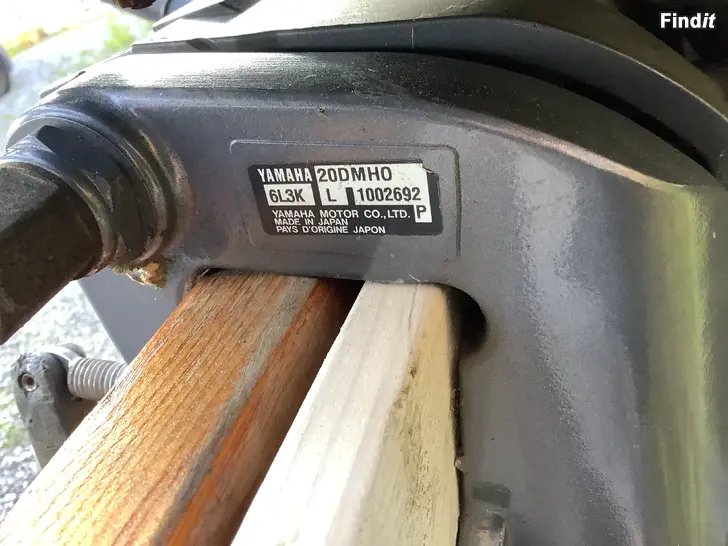 Findit
YAMAHA 20DMHO
6L3K L 1002692
YAMAHA MOTOR CO.,LTD. P
MADE IN JAPAN
PAYS D'ORIGINE JAPON